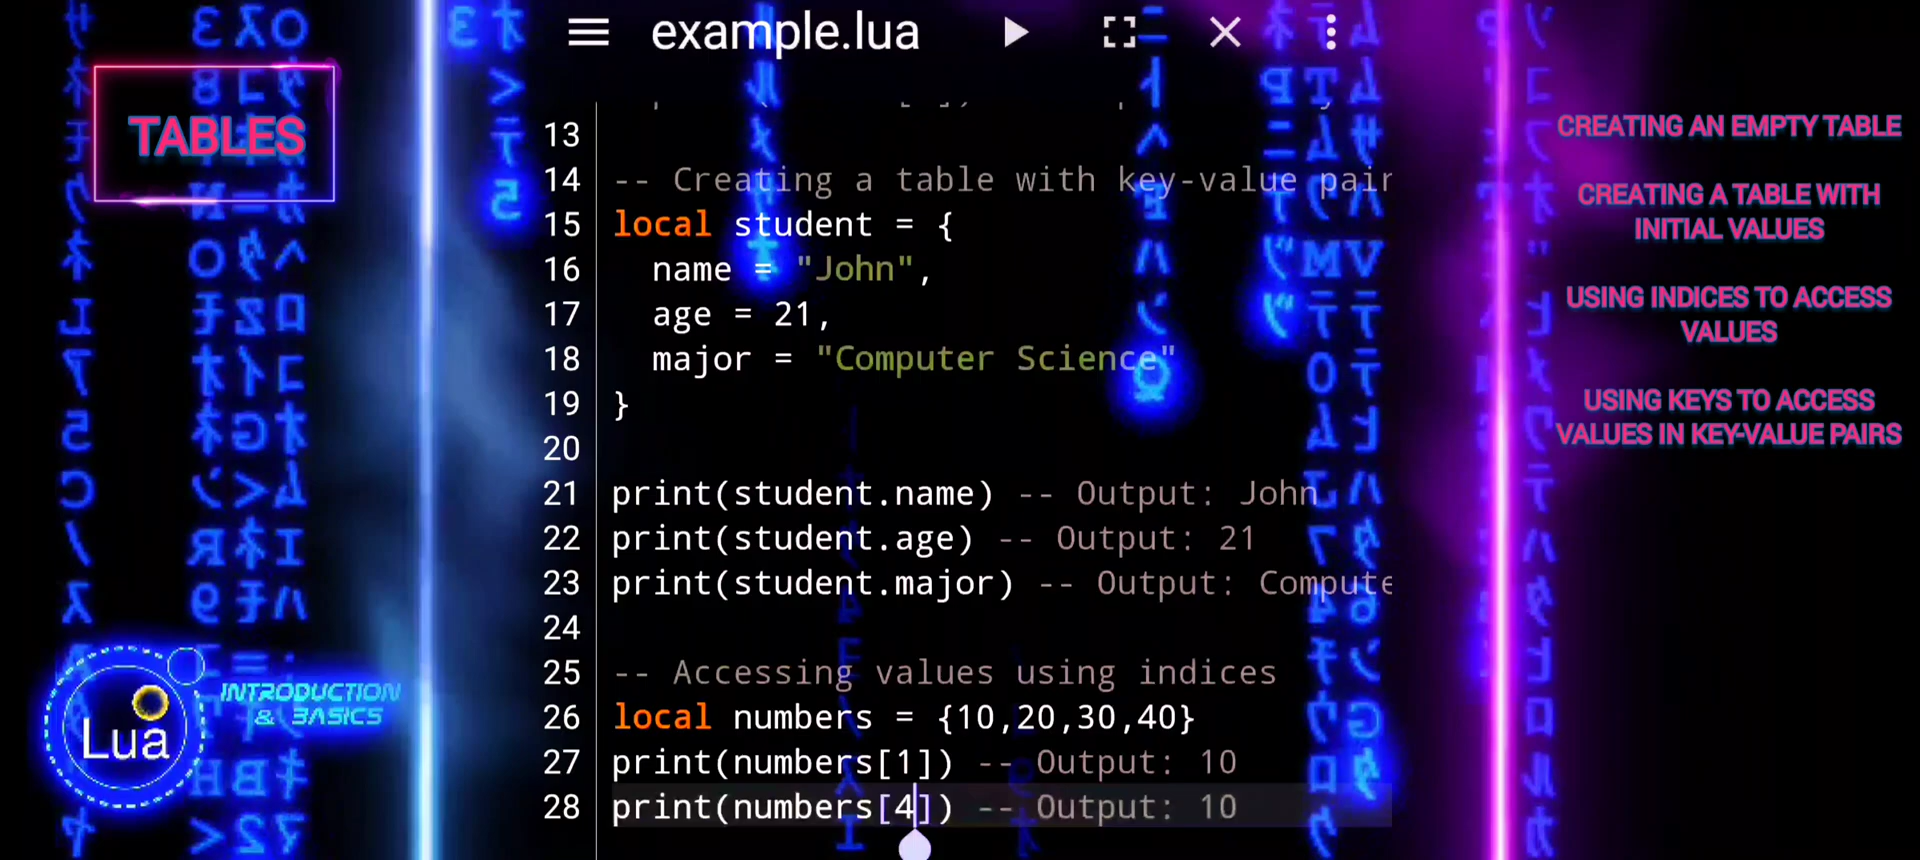 example.lua
TABLES
13
14 -- Creating a table with key-value pair
15 local student = {
16 name = "John",
17 age = 21,
18 major = "Computer Science"
19 }
20
21 print(student.name) -- Output: John
22 print(student.age) -- Output: 21
23 print(student.major) -- Output: Compute
24
25 -- Accessing values using indices
26 local numbers = {10,20,30,40}
27 print(numbers[1]) -- Output: 10
28 print(numbers[4]) -- Output: 10
CREATING AN EMPTY TABLE
CREATING A TABLE WITH
INITIAL VALUES
USING INDICES TO ACCESS
VALUES
USING KEYS TO ACCESS
VALUES IN KEY-VALUE PAIRS
Lua
INTRODUCTION
& BASICS